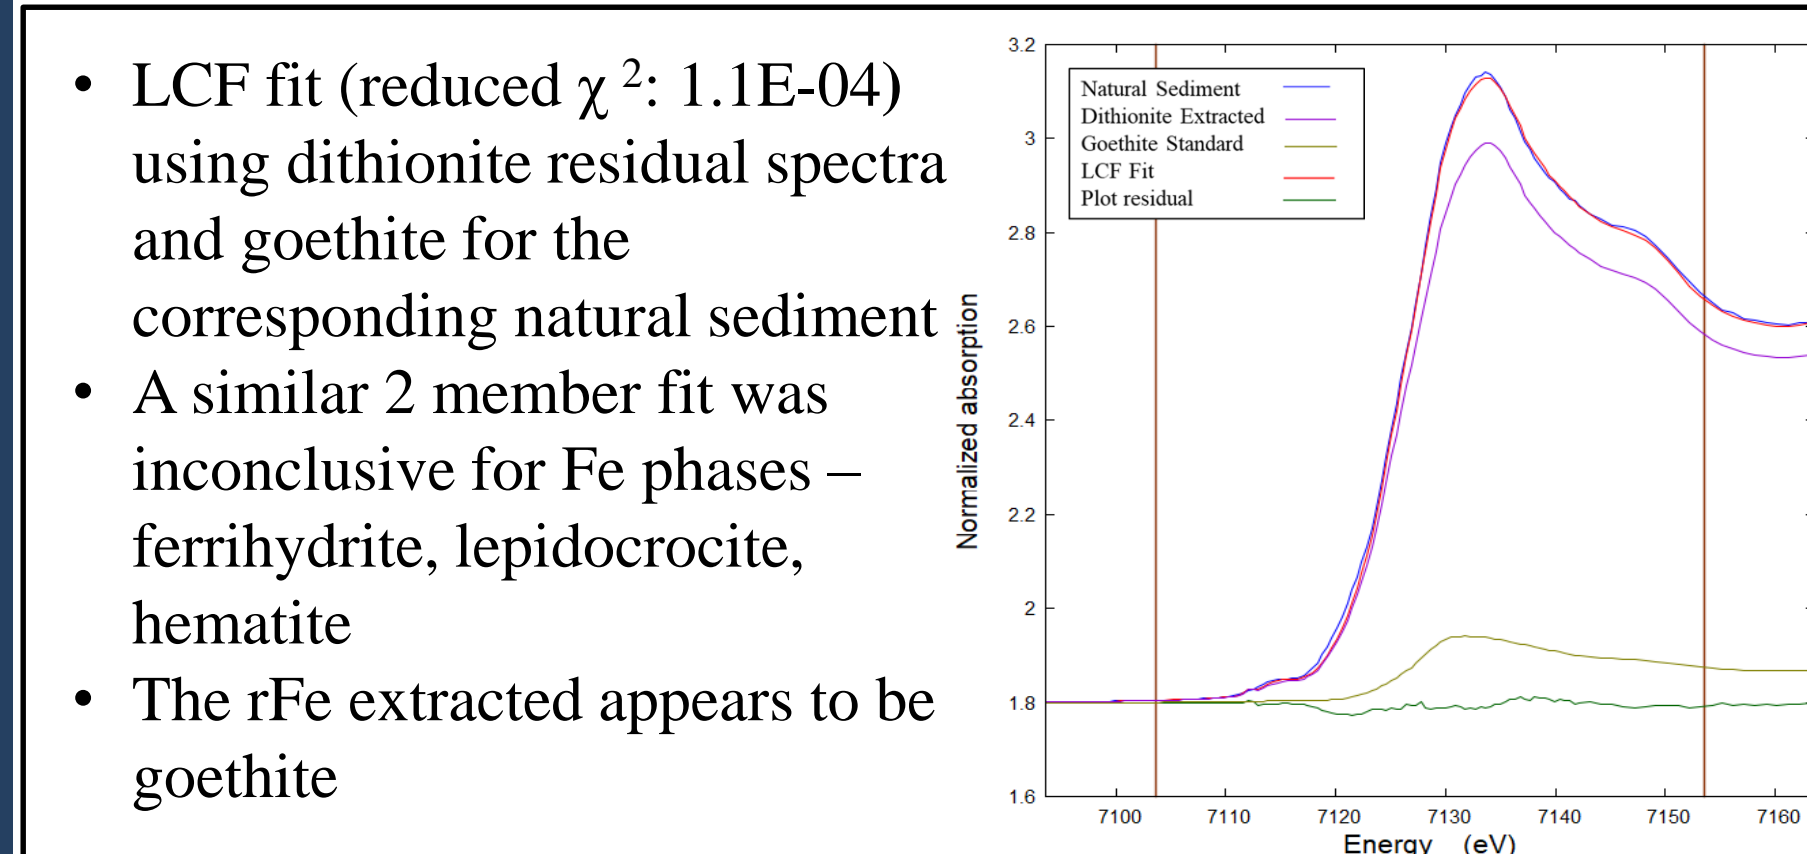 • LCF fit (reduced χ ²: 1.1E-04)
using dithionite residual spectra
and goethite for the
corresponding natural sediment
• A similar 2 member fit was
inconclusive for Fe phases –
ferrihydrite, lepidocrocite,
hematite
• The rFe extracted appears to be
goethite
Natural Sediment
Dithionite Extracted
Goethite Standard
LCF Fit
Plot residual
Normalized absorption
3.2
3
2.8
2.6
2.4
2.2
2
1.8
1.6
7100 7110 7120 7130 7140 7150 7160
Energy (eV)